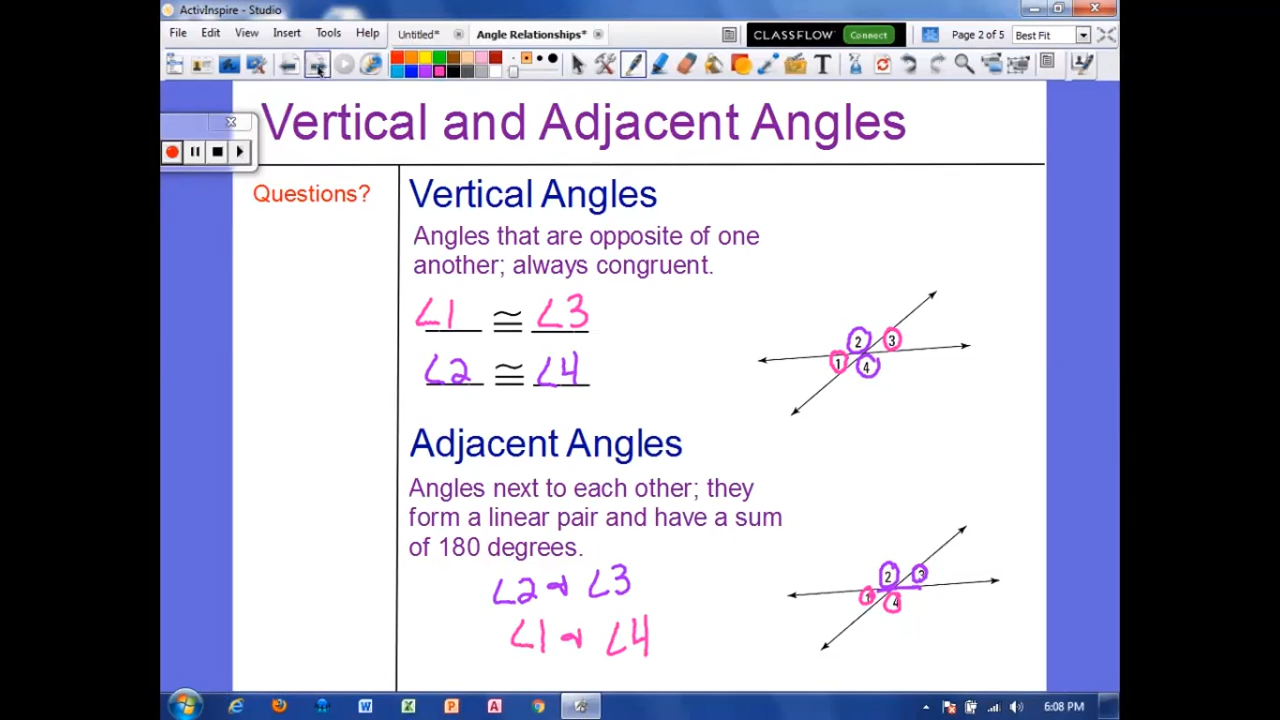 ActivInspire - Studio
File Edit View Insert Tools Help Untitled* Angle Relationships* CLASSFLOW Connect Page 2 of 5 Best Fit
Vertical and Adjacent Angles
Questions?
Vertical Angles
Angles that are opposite of one
another; always congruent.
∠1 ≅ ∠3
∠2 ≅ ∠4
2 3
1 4
Adjacent Angles
Angles next to each other; they
form a linear pair and have a sum
of 180 degrees.
∠2 & ∠3
∠1 & ∠4
2 3
1 4
6:08 PM